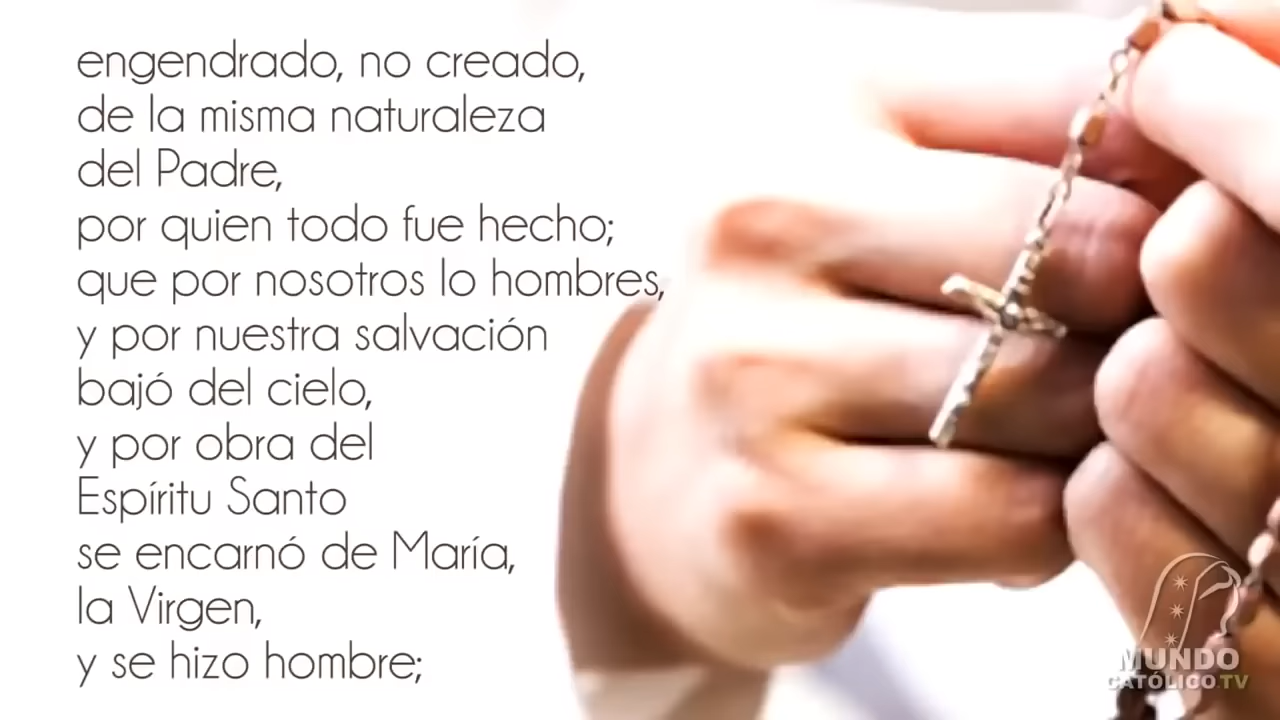 engendrado, no creado,
de la misma naturaleza
del Padre,
por quien todo fue hecho;
que por nosotros lo hombres,
y por nuestra salvación
bajó del cielo,
y por obra del
Espíritu Santo
se encarnó de María,
la Virgen,
y se hizo hombre;
MUNDO
CATÓLICO.TV